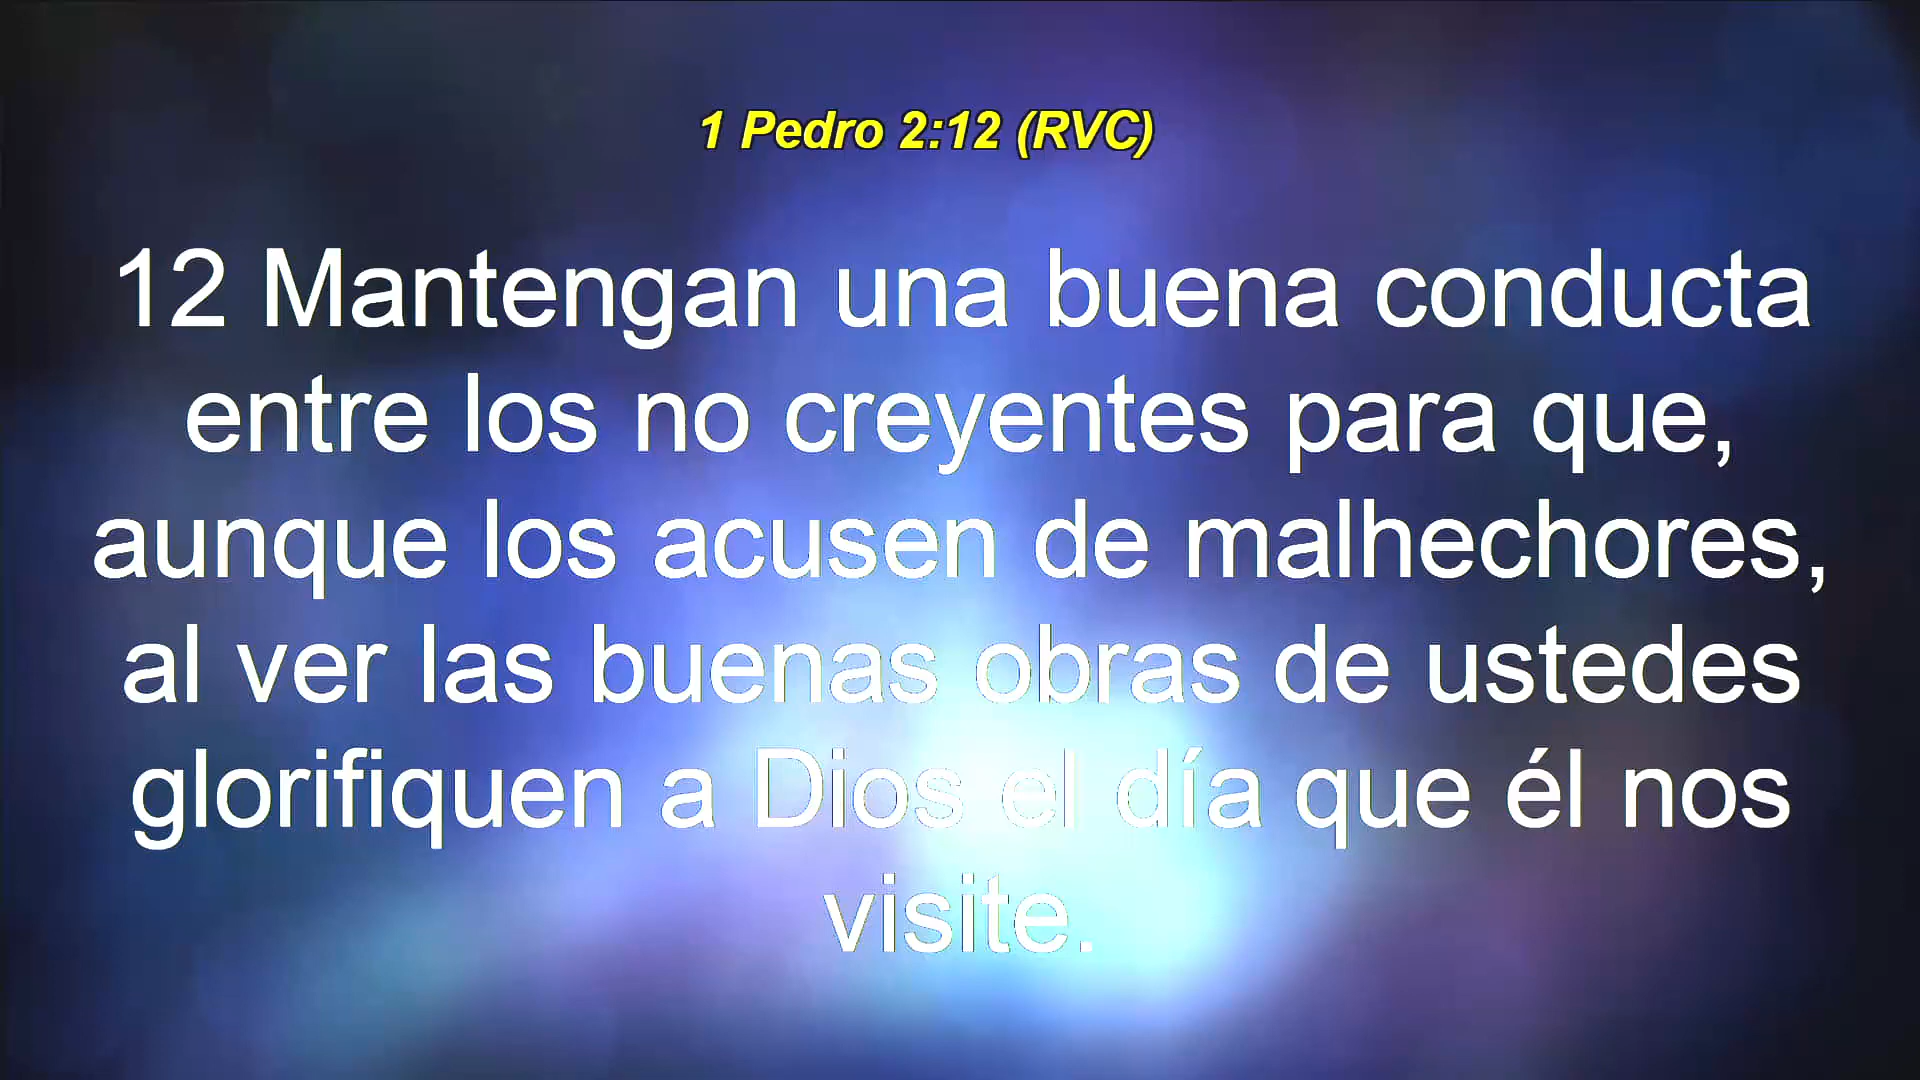 1 Pedro 2:12 (RVC)
12 Mantengan una buena conducta
entre los no creyentes para que,
aunque los acusen de malhechores,
al ver las buenas obras de ustedes
glorifiquen a Dios el día que él nos
visite.